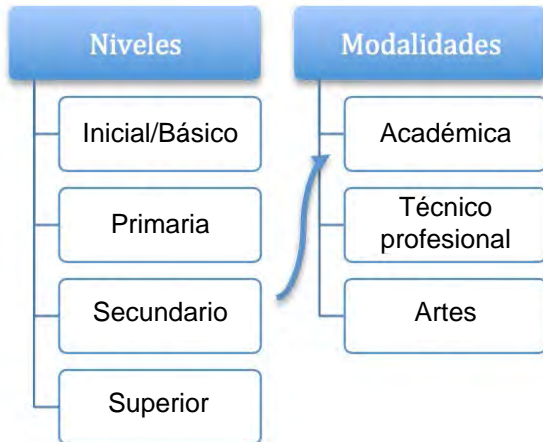 Niveles
Inicial/Básico
Primaria
Secundario
Superior
Modalidades
Académica
Técnico
profesional
Artes